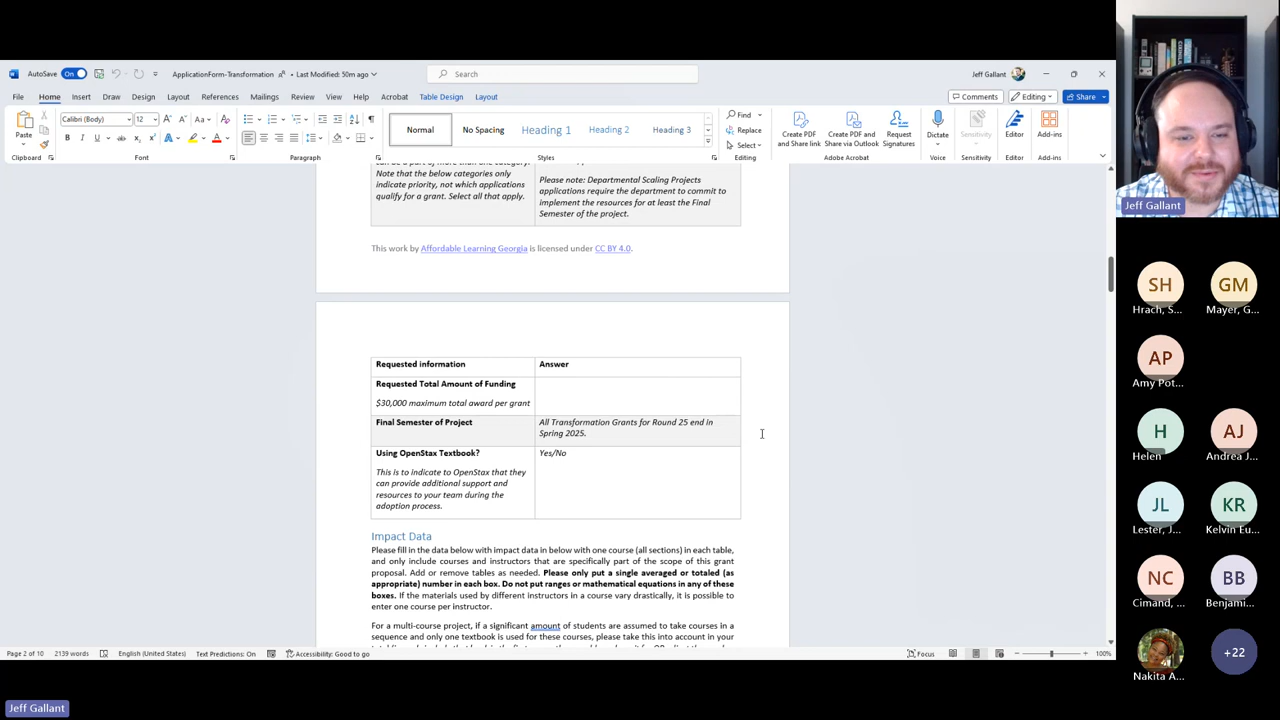 AutoSave On ApplicationForm-Transformation • Last Modified: 50m ago Search Jeff Gallant
File Home Insert Draw Design Layout References Mailings Review View Help Acrobat Table Design Layout Comments Editing Share
Paste
Calibri (Body) 12
Normal
No Spacing
Heading 1
Heading 2
Heading 3
Find
Replace
Select
Create PDF and Share link
Create PDF and Share via Outlook
Request Signatures
Dictate
Sensitivity
Editor
Add-ins
Clipboard Font Paragraph Styles Editing Adobe Acrobat Voice Sensitivity Editor Add-ins
can be a part of more than one category.
Note that the below categories only
indicate priority, not which applications
qualify for a grant. Select all that apply.
Please note: Departmental Scaling Projects
applications require the department to commit to
implement the resources for at least the Final
Semester of the project.
This work by Affordable Learning Georgia is licensed under CC BY 4.0.
Requested information Answer
Requested Total Amount of Funding
$30,000 maximum total award per grant
Final Semester of Project
All Transformation Grants for Round 25 end in
Spring 2025.
Using OpenStax Textbook?
Yes/No
This is to indicate to OpenStax that they
can provide additional support and
resources to your team during the
adoption process.
Impact Data
Please fill in the data below with impact data in below with one course (all sections) in each table,
and only include courses and instructors that are specifically part of the scope of this grant
proposal. Add or remove tables as needed. Please only put a single averaged or totaled (as
appropriate) number in each box. Do not put ranges or mathematical equations in any of these
boxes. If the materials used by different instructors in a course vary drastically, it is possible to
enter one course per instructor.
For a multi-course project, if a significant amount of students are assumed to take courses in a
sequence and only one textbook is used for these courses, please take this into account in your
Page 2 of 10 2139 words English (United States) Text Predictions: On Accessibility: Good to go Focus 100%
Jeff Gallant
SH
Hrach, S...
GM
Mayer, G...
AP
Amy Pot...
H
Helen
AJ
Andrea J...
JL
Lester, J...
KR
Kelvin Eu...
NC
Cimand, ...
BB
Benjami...
Nakita A...
+22
Jeff Gallant